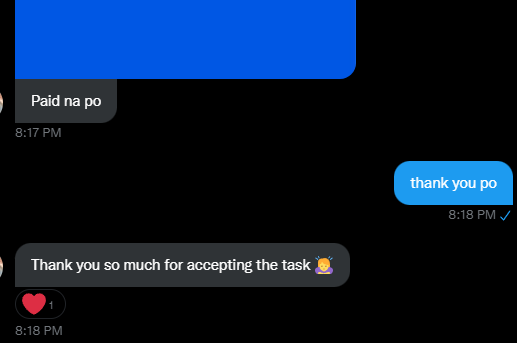 Paid na po
8:17 PM
thank you po
8:18 PM
Thank you so much for accepting the task 🙇
1
8:18 PM